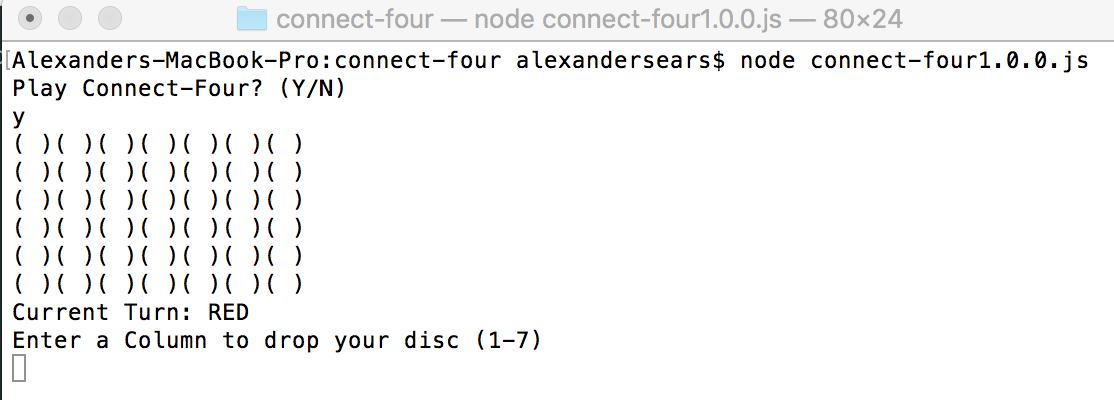 connect-four — node connect-four1.0.0.js — 80×24
[Alexanders-MacBook-Pro:connect-four alexandersears$ node connect-four1.0.0.js
Play Connect-Four? (Y/N)
y
( )( )( )( )( )( )( )
( )( )( )( )( )( )( )
( )( )( )( )( )( )( )
( )( )( )( )( )( )( )
( )( )( )( )( )( )( )
( )( )( )( )( )( )( )
Current Turn: RED
Enter a Column to drop your disc (1-7)